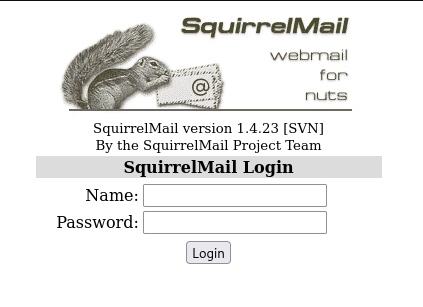 SquirrelMail
webmail
for
nuts
@
SquirrelMail version 1.4.23 [SVN]
By the SquirrelMail Project Team
SquirrelMail Login
Name:
Password:
Login